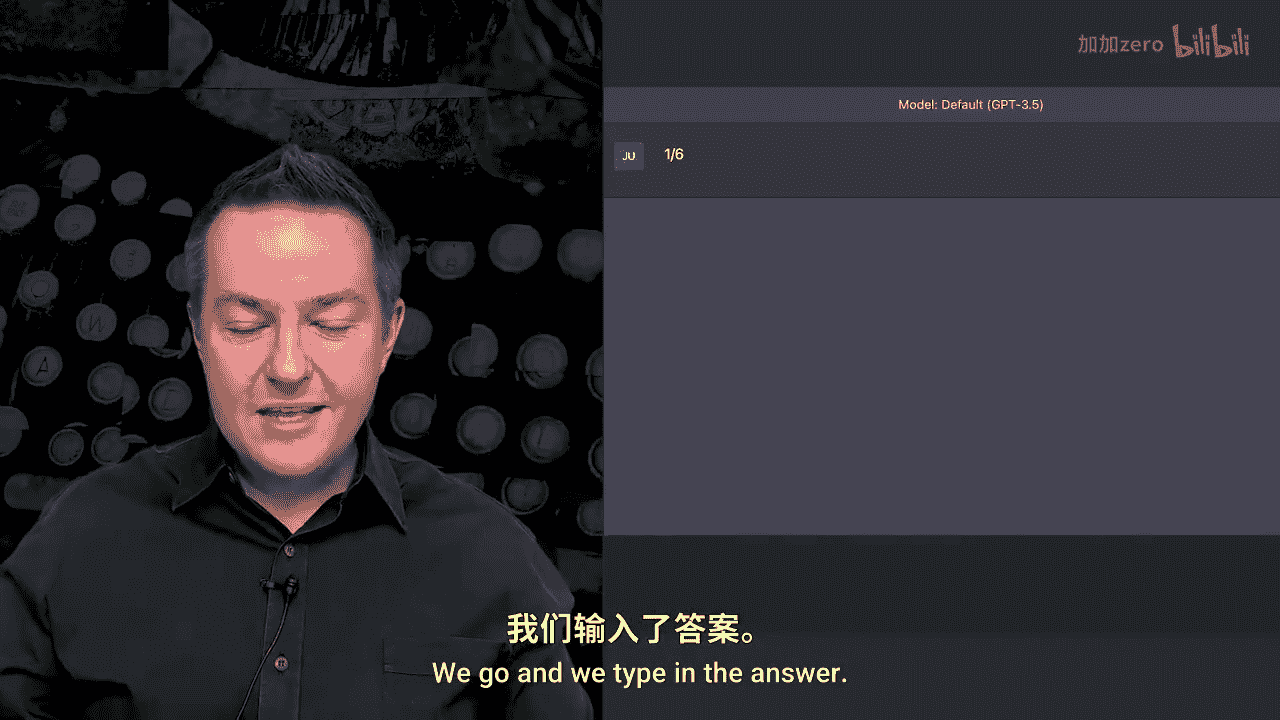 加加zero bilibili
Model: Default (GPT-3.5)
JU 1/6
我们输入了答案。
We go and we type in the answer.